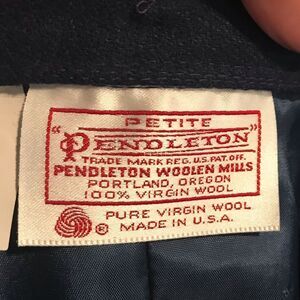 PETITE
"PENDLETON"
TRADE MARK REG. U.S. PAT. OFF.
PENDLETON WOOLEN MILLS
PORTLAND, OREGON
100% VIRGIN WOOL
®
PURE VIRGIN WOOL
MADE IN U.S.A.